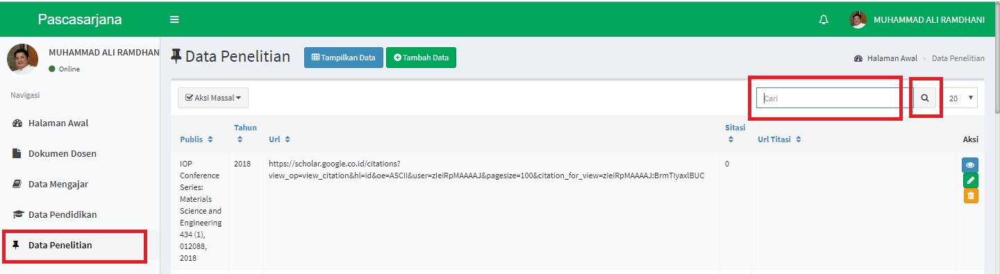 Pascasarjana
MUHAMMAD ALI RAMDHANI
MUHAMMAD ALI RAMDHAN
Online
Navigasi
Halaman Awal
Dokumen Dosen
Data Mengajar
Data Pendidikan
Data Penelitian
Data Penelitian
Tampilkan Data
Tambah Data
Halaman Awal > Data Penelitian
Aksi Massal
Cari
20
Publis
Tahun
Url
Sitasi
Url Titasi
Aksi
IOP
Conference
Series:
Materials
Science and
Engineering
434 (1),
012088,
2018
2018
https://scholar.google.co.id/citations?
view_op=view_citation&hl=id&oe=ASCII&user=zIeiRpMAAAAJ&pagesize=100&citation_for_view=zIeiRpMAAAAJ:BrmTIyaxlBUC
0